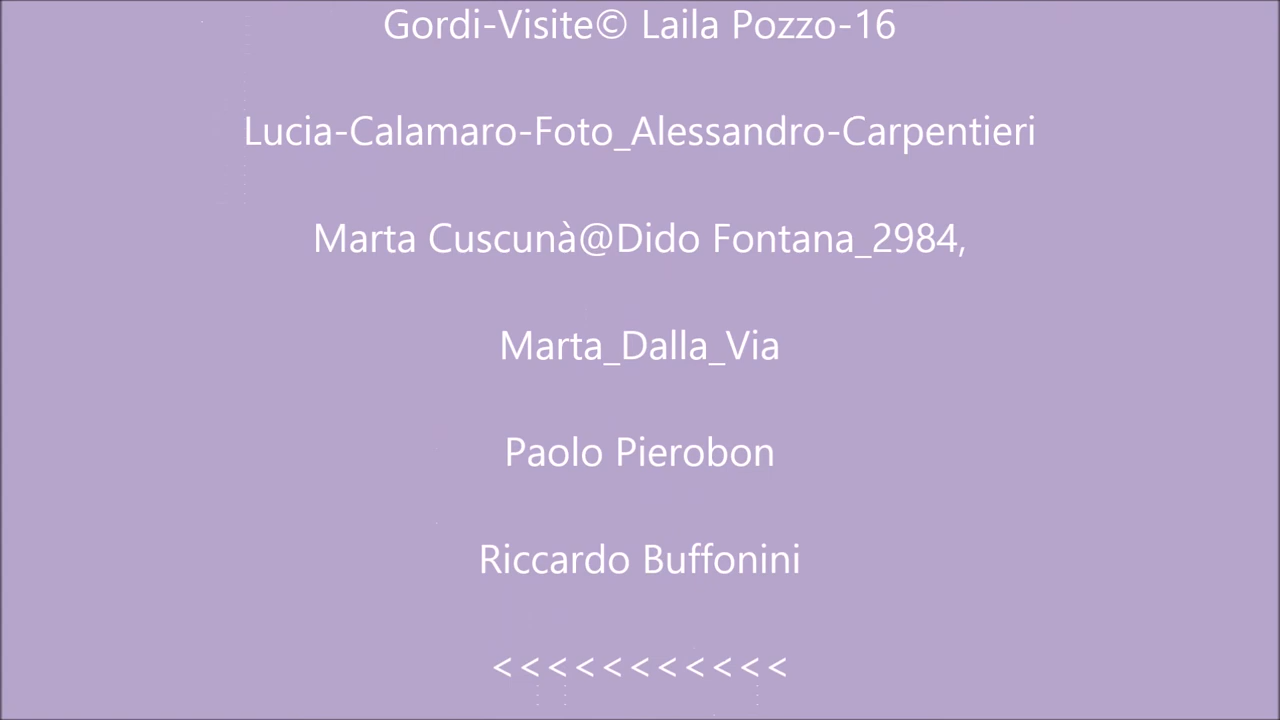 Gordi-Visite© Laila Pozzo-16
Lucia-Calamaro-Foto_Alessandro-Carpentieri
Marta Cuscunà@Dido Fontana_2984,
Marta_Dalla_Via
Paolo Pierobon
Riccardo Buffonini
<<<<<<<<<<<